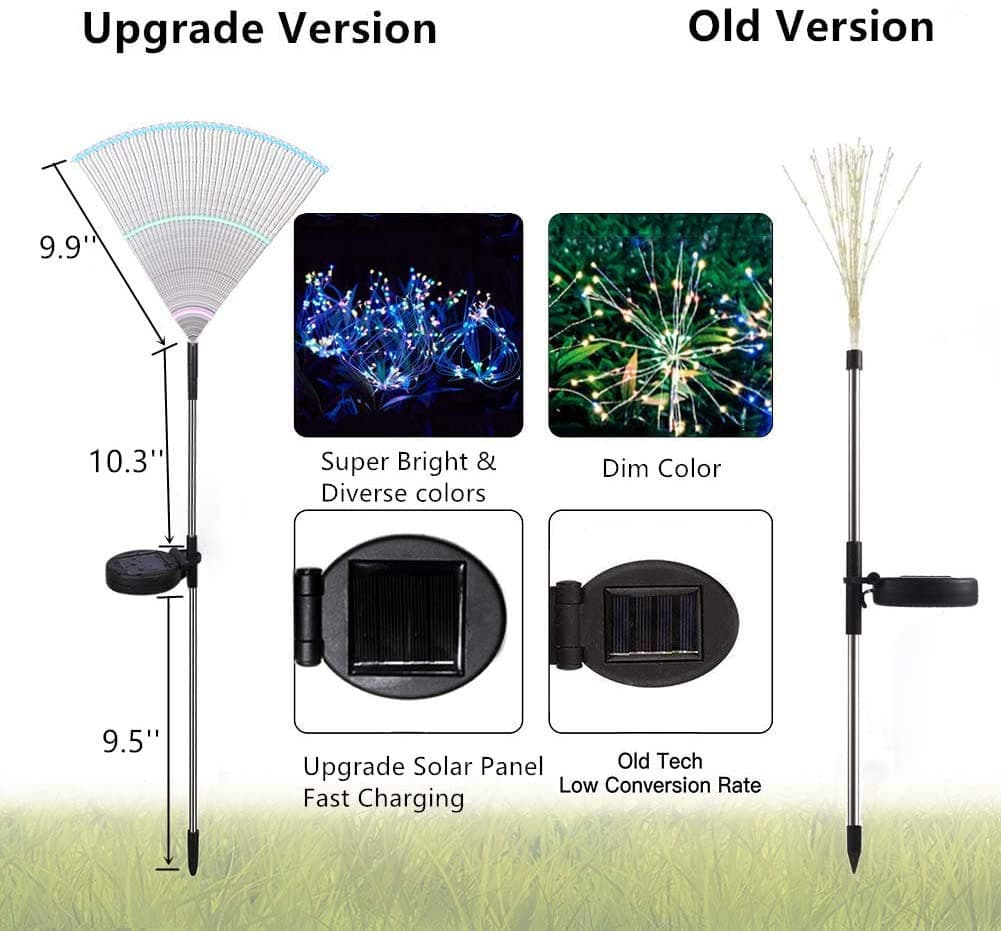 Upgrade Version
Old Version
9.9''
10.3''
9.5''
Super Bright &
Diverse colors
Dim Color
Upgrade Solar Panel
Fast Charging
Old Tech
Low Conversion Rate